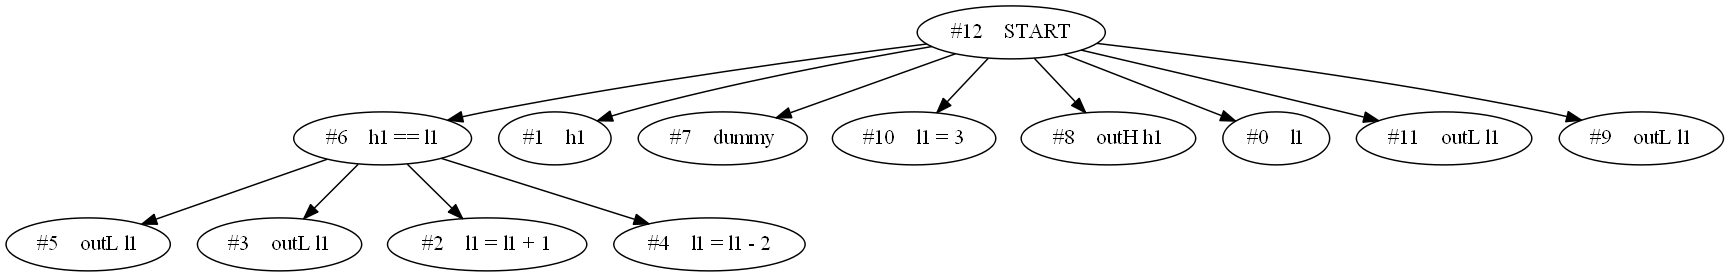 #12 START
#6 h1 == l1
#1 h1
#7 dummy
#10 l1 = 3
#8 outH h1
#0 l1
#11 outL l1
#9 outL l1
#5 outL l1
#3 outL l1
#2 l1 = l1 + 1
#4 l1 = l1 - 2